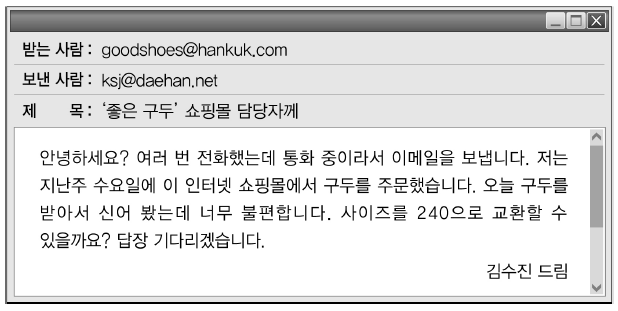 받는 사람 : goodshoes@hankuk.com
보낸 사람 : ksj@daehan.net
제 목 : ‘좋은 구두’ 쇼핑몰 담당자께
안녕하세요? 여러 번 전화했는데 통화 중이라서 이메일을 보냅니다. 저는
지난주 수요일에 이 인터넷 쇼핑몰에서 구두를 주문했습니다. 오늘 구두를
받아서 신어 봤는데 너무 불편합니다. 사이즈를 240으로 교환할 수
있을까요? 답장 기다리겠습니다.
김수진 드림